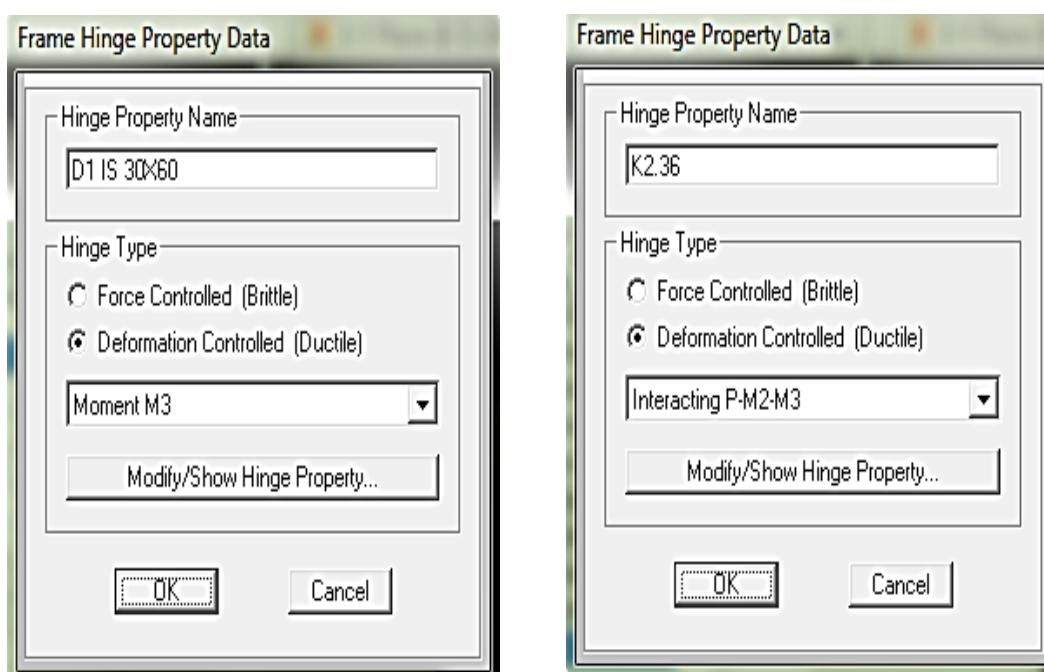 Frame Hinge Property Data
Hinge Property Name
D1 IS 30X60
Hinge Type
Force Controlled (Brittle)
Deformation Controlled (Ductile)
Moment M3
Modify/Show Hinge Property...
OK
Cancel
Frame Hinge Property Data
Hinge Property Name
K2.36
Hinge Type
Force Controlled (Brittle)
Deformation Controlled (Ductile)
Interacting P-M2-M3
Modify/Show Hinge Property...
OK
Cancel